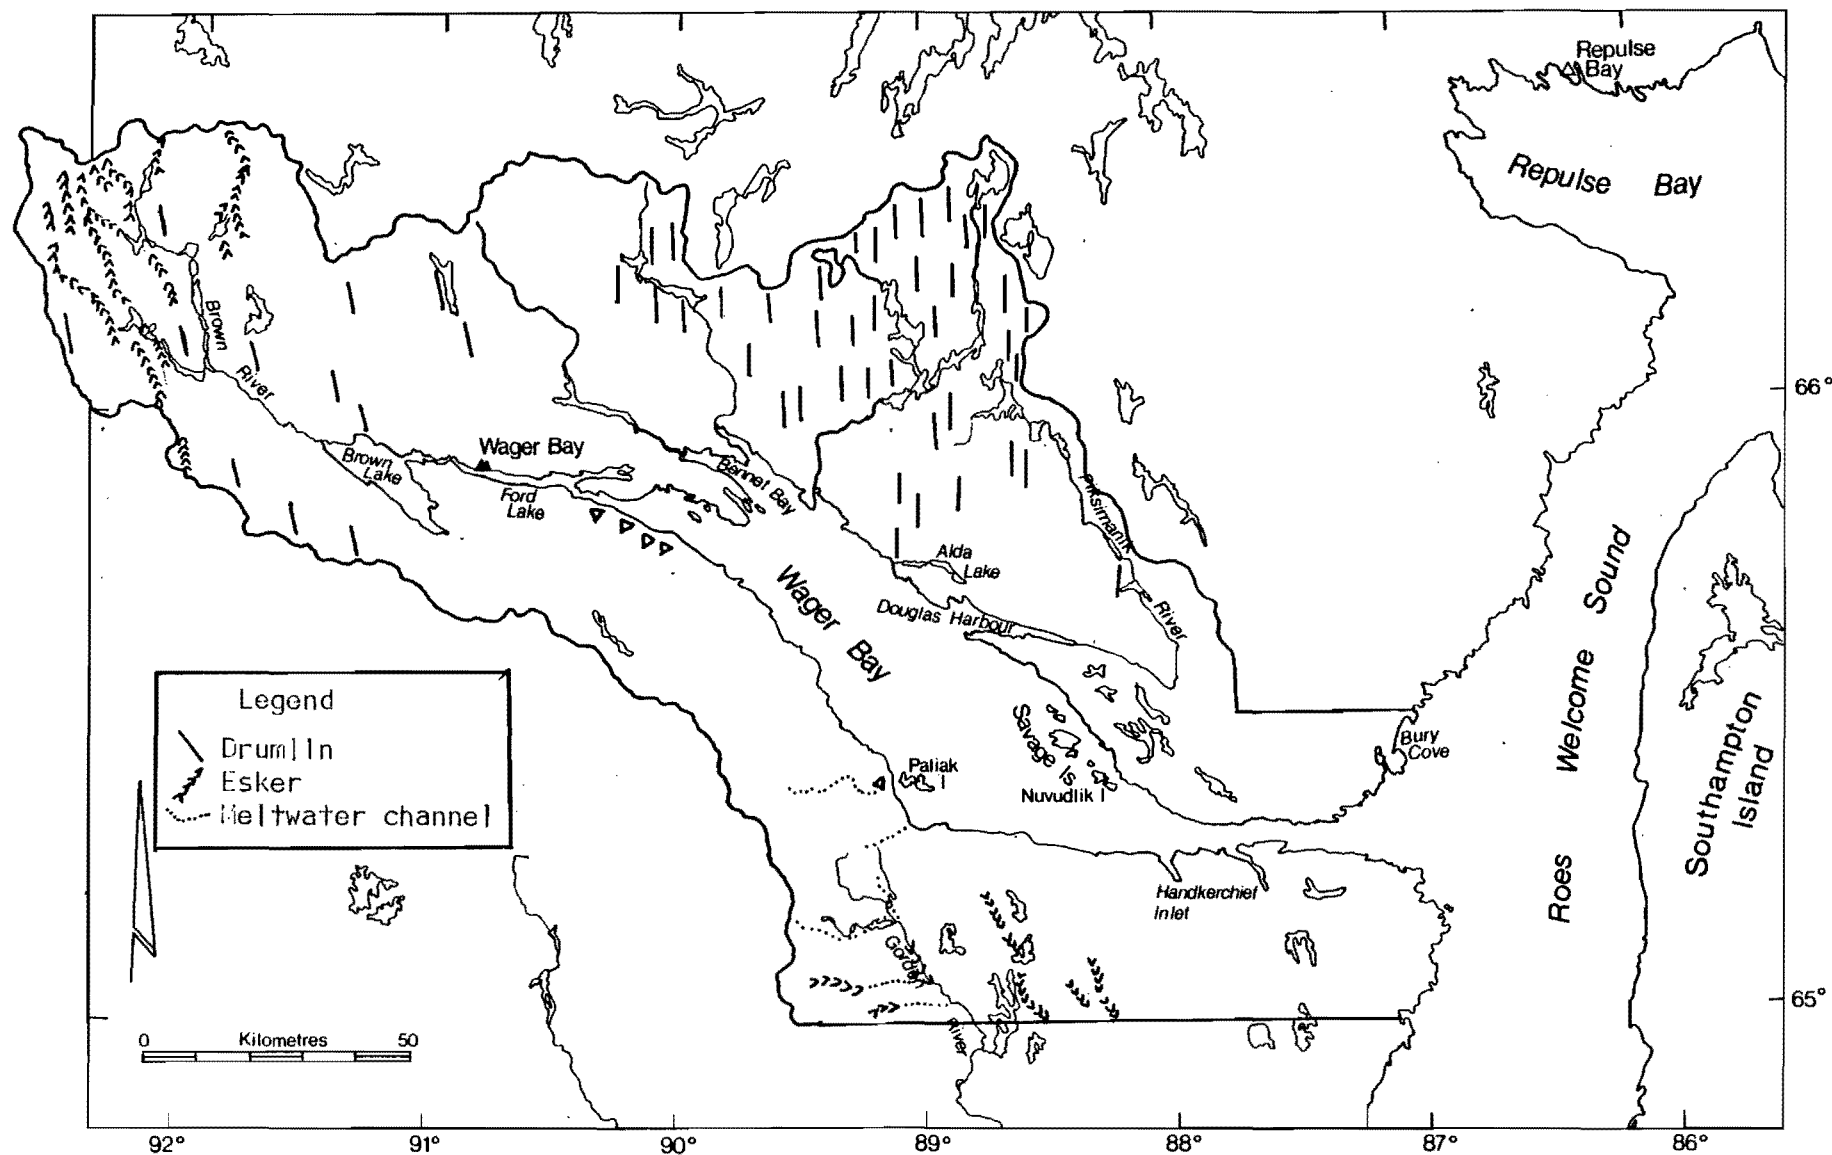 Repulse
Bay
Repulse Bay
Brown
River
66°
Wager Bay
Brown
Lake
Ford
Lake
Bennet Bay
Piksimanik
River
Alda
Lake
Wager Bay
Douglas Harbour
Roes Welcome Sound
Southampton
Island
Legend
Drumlin
Esker
Meltwater channel
Savage Is
Paliak
I
Nuvudlik I
Bury
Cove
Handkerchief
Inlet
Gordon
River
65°
0 Kilometres 50
92° 91° 90° 89° 88° 87° 86°